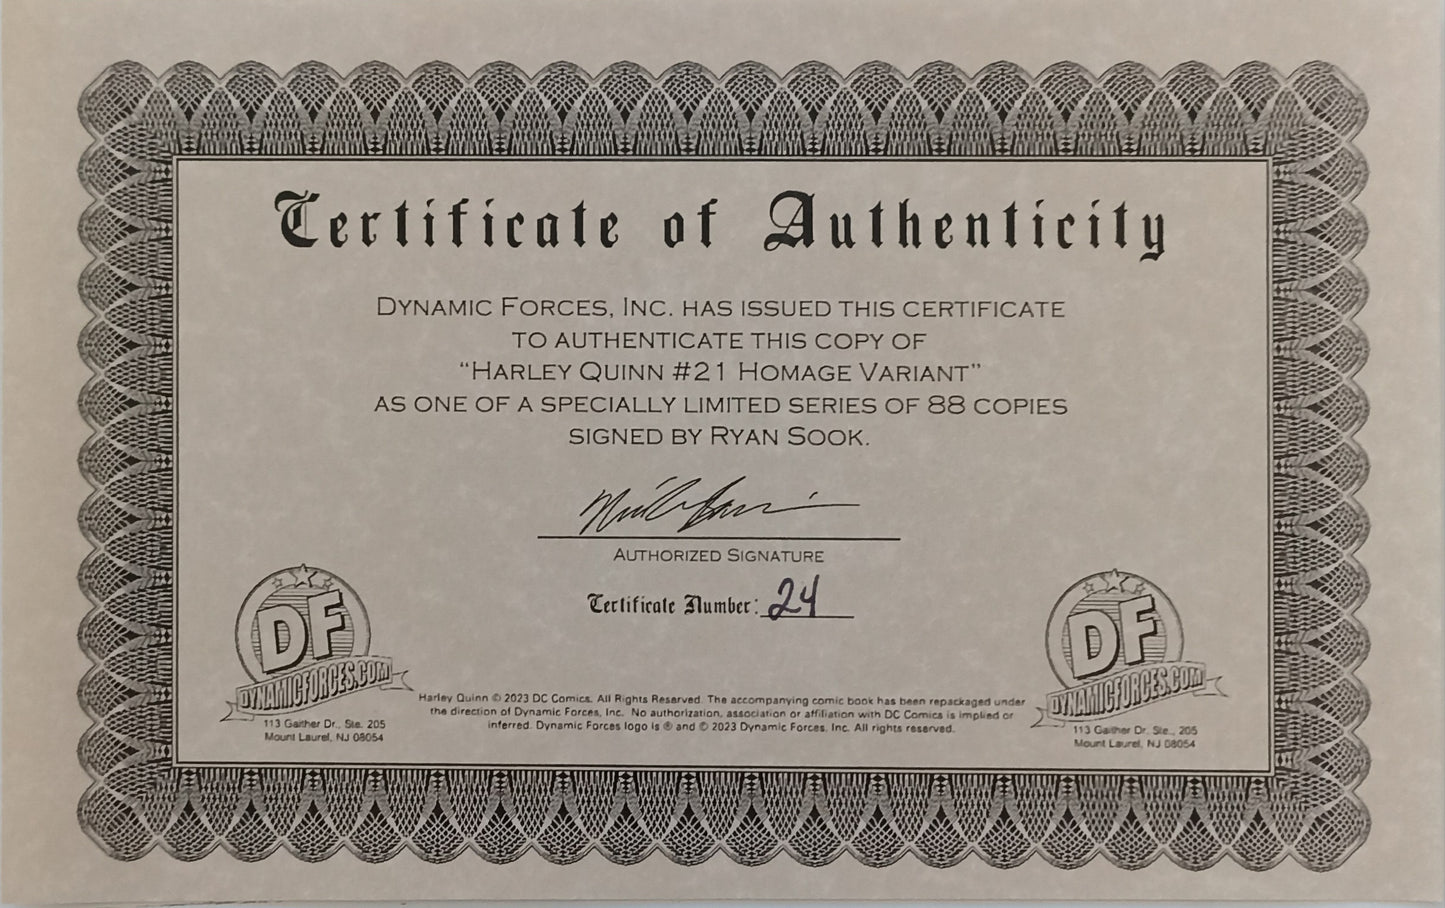 Certificate of Authenticity
DYNAMIC FORCES, INC. HAS ISSUED THIS CERTIFICATE
TO AUTHENTICATE THIS COPY OF
“HARLEY QUINN #21 HOMAGE VARIANT”
AS ONE OF A SPECIALLY LIMITED SERIES OF 88 COPIES
SIGNED BY RYAN SOOK.
AUTHORIZED SIGNATURE
Certificate Number: 24
DF
DYNAMICFORCES.COM
113 Gaither Dr., Ste. 205
Mount Laurel, NJ 08054
Harley Quinn © 2023 DC Comics. All Rights Reserved. The accompanying comic book has been repackaged under
the direction of Dynamic Forces, Inc. No authorization, association or affiliation with DC Comics is implied or
inferred. Dynamic Forces logo is ® and © 2023 Dynamic Forces, Inc. All rights reserved.
DF
DYNAMICFORCES.COM
113 Gaither Dr. Ste., 205
Mount Laurel, NJ 08054